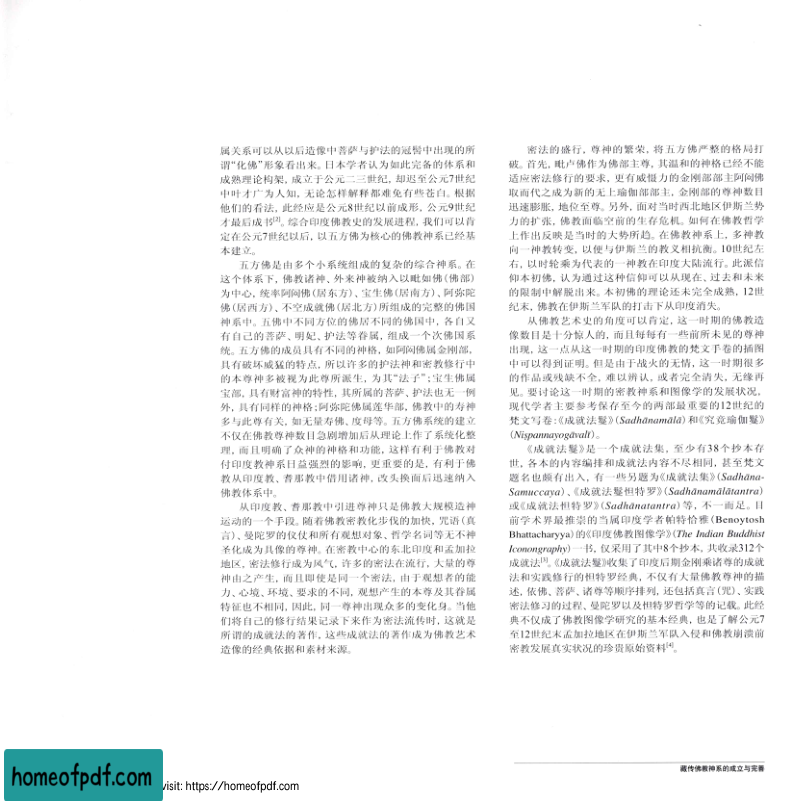 属关系可以从以后造像中菩萨与护法的冠髻中出现的所
谓“化佛”形象看出来。日本学者认为如此完备的体系和
成熟理论构架，成立于公元二三世纪，却迟至公元7世纪
中叶才广为人知，无论怎样解释都难免有些苍白。根据
他们的看法，此经应是公元8世纪以前成形，公元9世纪
才最后成书[2]。综合印度佛教史的发展进程，我们可以肯
定在公元7世纪以后，以五方佛为核心的佛教神系已经基
本建立。
五方佛是由多个小系统组成的复杂的综合神系。在
这个体系下，佛教诸神、外来神被纳入以毗如佛(佛部)
为中心，统率阿閦佛(居东方)、宝生佛(居南方)、阿弥陀
佛(居西方)、不空成就佛(居北方)所组成的完整的佛国
神系中。五佛中不同方位的佛居不同的佛国中，各自又
有自己的菩萨、明妃、护法等眷属，组成一个次佛国系
统。五方佛的成员具有不同的神格，如阿閦佛属金刚部，
具有破坏威猛的特点，所以许多的护法神和密教修行中
的本尊神多被视为此尊所派生，为其“法子”；宝生佛属
宝部，具有财富神的特性，其所属的菩萨、护法也无一例
外，具有同样的神格；阿弥陀佛属莲华部，佛教中的寿神
多与此尊有关，如无量寿佛、度母等。五方佛系统的建立
不仅在佛教尊神数目急剧增加后从理论上作了系统化整
理，而且明确了众神的神格和功能，这样有利于佛教对
付印度教神系日益强烈的影响，更重要的是，有利于佛
教从印度教、耆那教中借用诸神，改头换面后迅速纳入
佛教体系中。
从印度教、耆那教中引进尊神只是佛教大规模造神
运动的一个手段。随着佛教密教化步伐的加快，咒语(真
言)、曼陀罗的仪仗和所有观想对象、哲学名词等无不神
圣化成为具像的尊神。在密教中心的东北印度和孟加拉
地区，密法修行成为风气，许多的密法在流行，大量的尊
神由之产生，而且即使是同一个密法，由于观想者的能
力、心境、环境、要求的不同，观想产生的本尊及其眷属
特征也不相同，因此，同一尊神出现众多的变化身。当他
们将自己的修行结果记录下来作为密法流传时，这就是
所谓的成就法的著作，这些成就法的著作成为佛教艺术
造像的经典依据和素材来源。
密法的盛行，尊神的繁荣，将五方佛严整的格局打
破。首先，毗卢佛作为佛部主尊，其温和的神格已经不能
适应密法修行的要求，更有威慑力的金刚部部主阿閦佛
取而代之成为新的无上瑜伽部部主，金刚部的尊神数目
迅速膨胀，地位至尊。另外，面对当时西北地区伊斯兰势
力的扩张，佛教面临空前的生存危机。如何在佛教哲学
上作出反映是当时的大势所趋。在佛教神系上，多神教
向一神教转变，以便与伊斯兰的教义相抗衡。10世纪左
右，以时轮乘为代表的一神教在印度大陆流行。此派信
仰本初佛，认为通过这种信仰可以从现在、过去和未来
的限制中解脱出来。本初佛的理论还未完全成熟，12世
纪末，佛教在伊斯兰军队的打击下从印度消失。
从佛教艺术史的角度可以肯定，这一时期的佛教造
像数目是十分惊人的，而且每每有一些前所未见的尊神
出现，这一点从这一时期的印度佛教的梵文手卷的插图
中可以得到证明。但是由于战火的无情，这一时期很多
的作品或残缺不全，难以辨认，或者完全消失，无缘再
见。要讨论这一时期的密教神系和图像学的发展状况，
现代学者主要参考保存至今的两部最重要的12世纪的
梵文写卷：《成就法鬘》(Sadhānamālā)和《究竟瑜伽鬘》
(Nispannayogāvalī)。
《成就法鬘》是一个成就法集，至少有38个抄本存
世，各本的内容编排和成就法内容不尽相同，甚至梵文
题名也颇有出入，有一些另题为《成就法集》(Sadhāna-
Samuccaya)、《成就法鬘怛特罗》(Sadhānamālātantra)
或《成就法怛特罗》(Sadhānatantra)等，不一而足。目
前学术界最推崇的当属印度学者帕特恰雅(Benoytosh
Bhattacharyya)的《印度佛教图像学》(The Indian Buddhist
Iconongraphy)一书，仅采用了其中8个抄本，共收录312个
成就法[3]。《成就法鬘》收集了印度后期金刚乘诸尊的成就
法和实践修行的怛特罗经典，不仅有大量佛教尊神的描
述，依佛、菩萨、诸尊等顺序排列，还包括真言(咒)、实践
密法修习的过程、曼陀罗以及怛特罗哲学等的记载。此经
典不仅成了佛教图像学研究的基本经典，也是了解公元7
至12世纪末孟加拉地区在伊斯兰军队入侵和佛教崩溃前
密教发展真实状况的珍贵原始资料[4]。
藏传佛教神系的成立与完善
homeofpdf.com
visit: https://homeofpdf.com